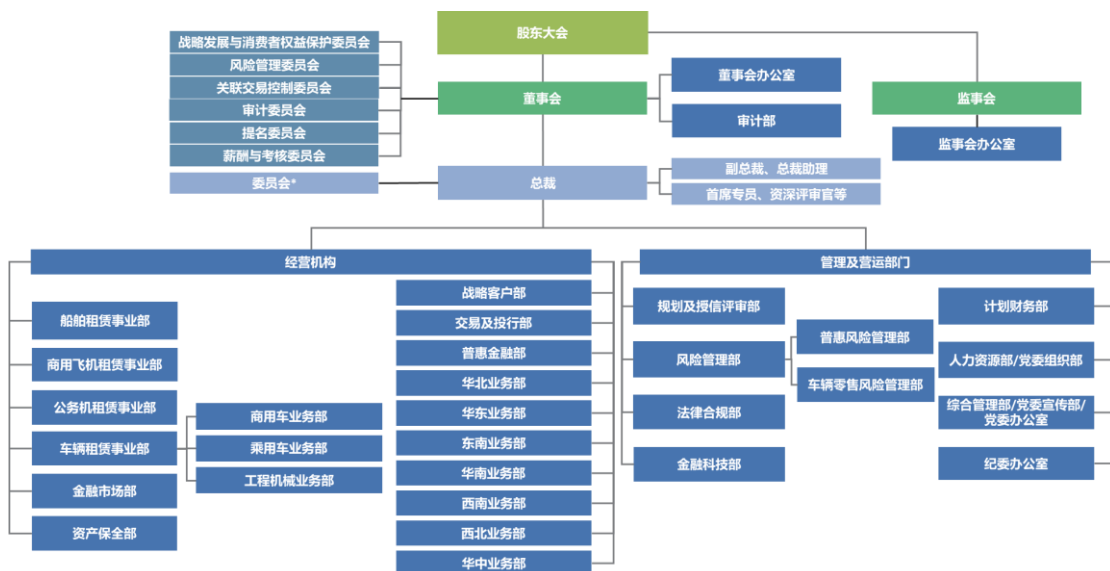 股东大会
战略发展与消费者权益保护委员会
风险管理委员会
关联交易控制委员会
审计委员会
提名委员会
薪酬与考核委员会
董事会
董事会办公室
审计部
监事会
监事会办公室
委员会*
总裁
副总裁、总裁助理
首席专员、资深评审官等
经营机构
船舶租赁事业部
商用飞机租赁事业部
公务机租赁事业部
车辆租赁事业部
金融市场部
资产保全部
商用车业务部
乘用车业务部
工程机械业务部
战略客户部
交易及投行部
普惠金融部
华北业务部
华东业务部
东南业务部
华南业务部
西南业务部
西北业务部
华中业务部
管理及营运部门
规划及授信评审部
风险管理部
法律合规部
金融科技部
普惠风险管理部
车辆零售风险管理部
计划财务部
人力资源部/党委组织部
综合管理部/党委宣传部/
党委办公室
纪委办公室